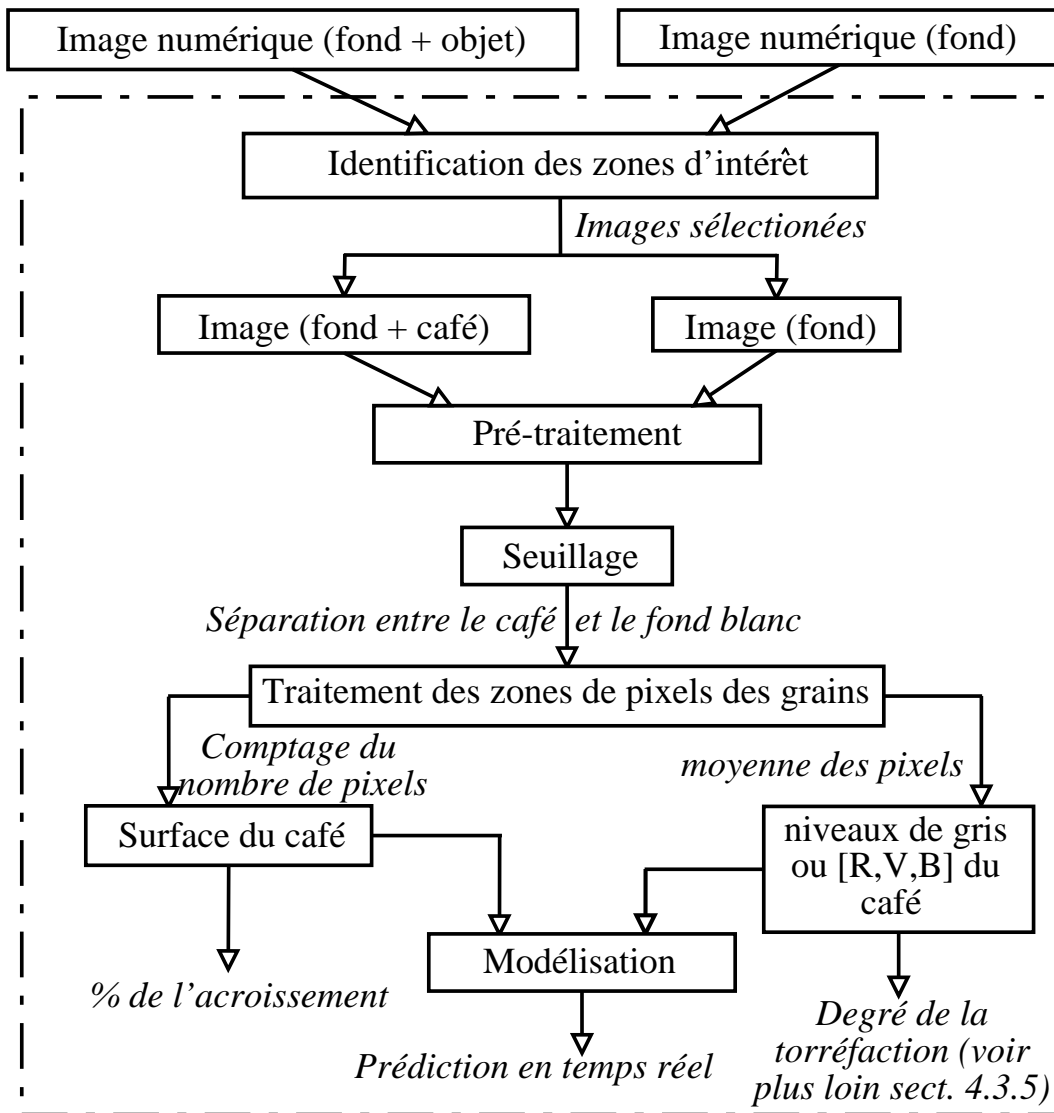 Image numérique (fond + objet)
Image numérique (fond)
Identification des zones d'intérêt
Images sélectionées
Image (fond + café)
Image (fond)
Pré-traitement
Seuillage
Séparation entre le café et le fond blanc
Traitement des zones de pixels des grains
Comptage du
nombre de pixels
moyenne des pixels
Surface du café
niveaux de gris
ou [R,V,B] du
café
Modélisation
% de l'acroissement
Prédiction en temps réel
Degré de la
torréfaction (voir
plus loin sect. 4.3.5)